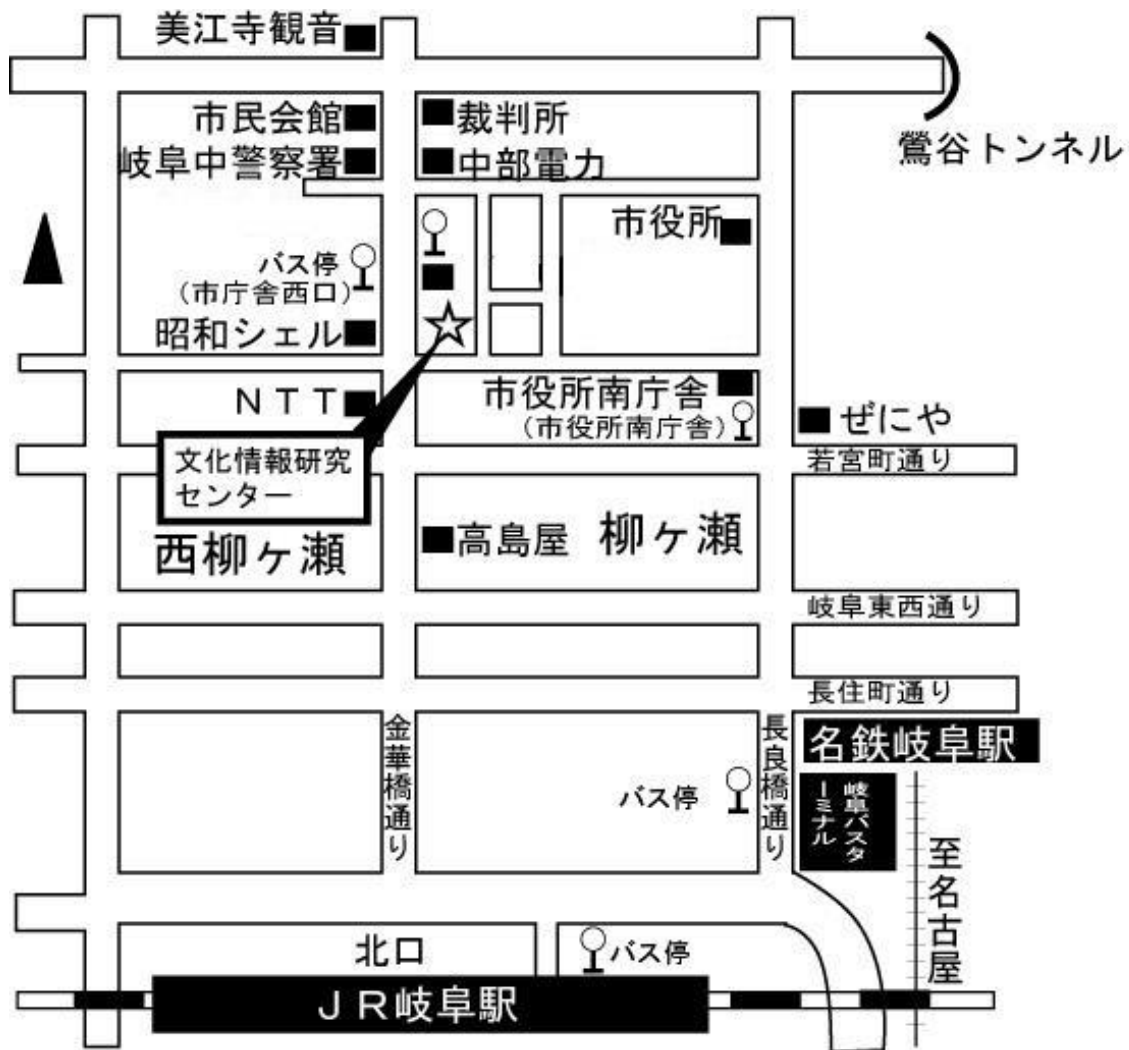 美江寺観音
市民会館
裁判所
岐阜中警察署
中部電力
鶯谷トンネル
市役所
バス停
(市庁舎西口)
昭和シェル
NTT
市役所南庁舎
(市役所南庁舎)
ぜにや
若宮町通り
文化情報研究
センター
西柳ヶ瀬
高島屋
柳ヶ瀬
岐阜東西通り
長住町通り
金華橋通り
長良橋通り
名鉄岐阜駅
バス停
岐阜バスタ
ーミナル
至名古屋
北口
バス停
JR岐阜駅